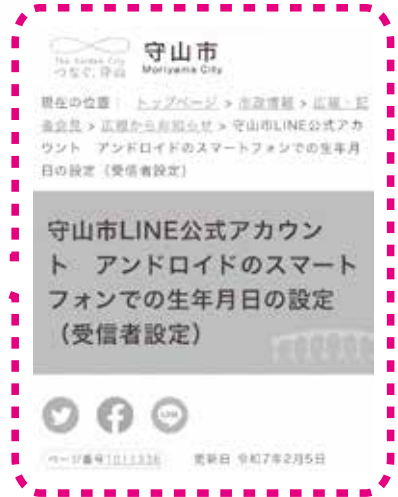 The Garden City
つなぐ、守山
守山市
Moriyama City
現在の位置： トップページ > 市政情報 > 広報・記
者会見 > 広報からお知らせ > 守山市LINE公式アカ
ウント　アンドロイドのスマートフォンでの生年月
日の設定（受信者設定）
守山市LINE公式アカウン
ト　アンドロイドのスマート
フォンでの生年月日の設定
（受信者設定）
LINE
ページ番号1011336　更新日 令和7年2月5日